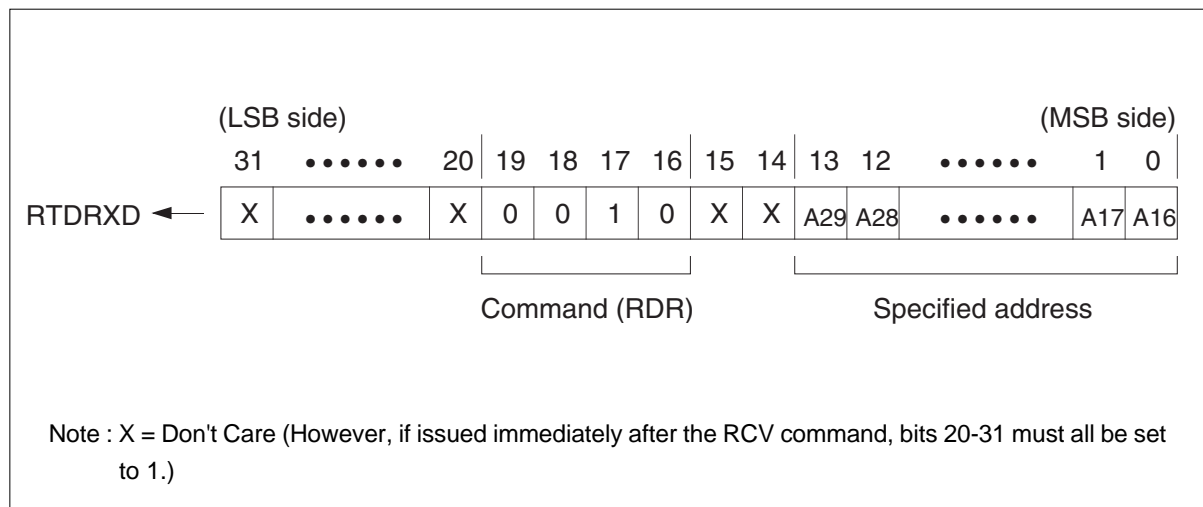 (LSB side) (MSB side)
31 •••••• 20 19 18 17 16 15 14 13 12 •••••• 1 0
RTDRXD X •••••• X 0 0 1 0 X X A29 A28 •••••• A17 A16
Command (RDR) Specified address
Note : X = Don't Care (However, if issued immediately after the RCV command, bits 20-31 must all be set
to 1.)